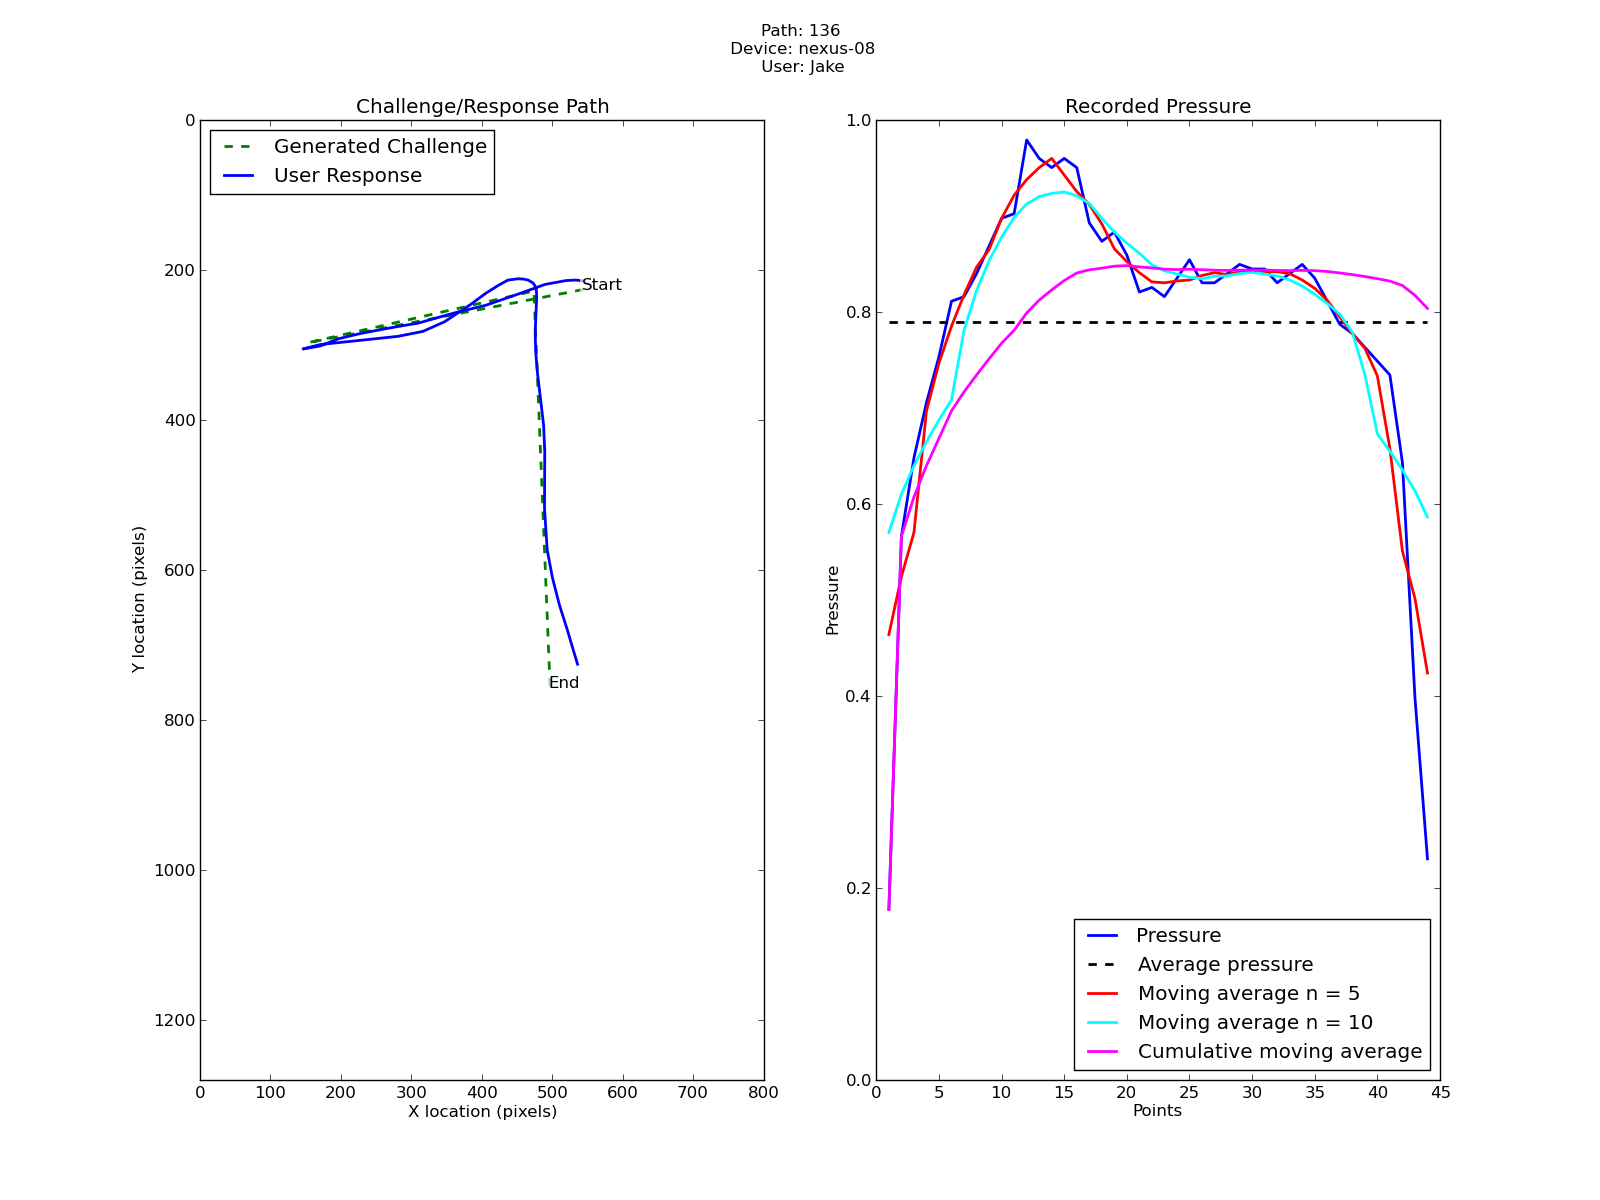 Path: 136
Device: nexus-08
User: Jake
Challenge/Response Path
Generated Challenge
User Response
Start
End
0
200
400
600
800
1000
1200
Y location (pixels)
0 100 200 300 400 500 600 700 800
X location (pixels)
Recorded Pressure
1.0
0.8
0.6
0.4
0.2
0.0
Pressure
Pressure
Average pressure
Moving average n = 5
Moving average n = 10
Cumulative moving average
0 5 10 15 20 25 30 35 40 45
Points